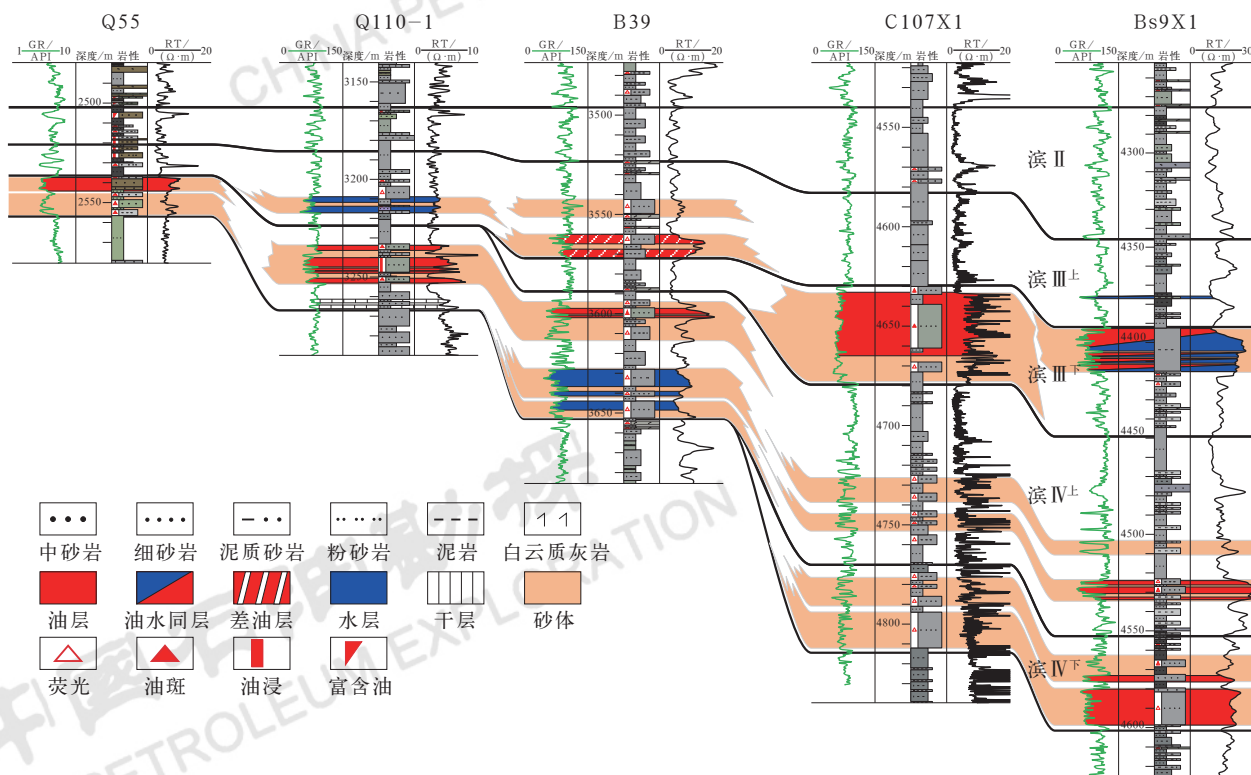 Q55 Q110-1 B39 C107X1 Bs9X1
GR/ RT/ GR/ RT/ GR/ RT/ GR/ RT/ GR/ RT/
1 10 深度/m 岩性 0 20 0 150 深度/m 岩性 0 10 0 150 深度/m 岩性 0 20 0 150 深度/m 岩性 0 20 0 150 深度/m 岩性 0 30
API (Ω·m) API (Ω·m) API (Ω·m) API (Ω·m) API (Ω·m)
2500
2550
3150
3200
3250
3500
3550
3600
3650
4550
4600
4650
4700
4750
4800
4300
4350
4400
4450
4500
4550
4600
滨Ⅱ
滨Ⅲ上
滨Ⅲ下
滨Ⅳ上
滨Ⅳ下
中砂岩 细砂岩 泥质砂岩 粉砂岩 泥岩 白云质灰岩
油层 油水同层 差油层 水层 干层 砂体
荧光 油斑 油浸 富含油
CHINA PE
PETROLEUM EXPLORATION